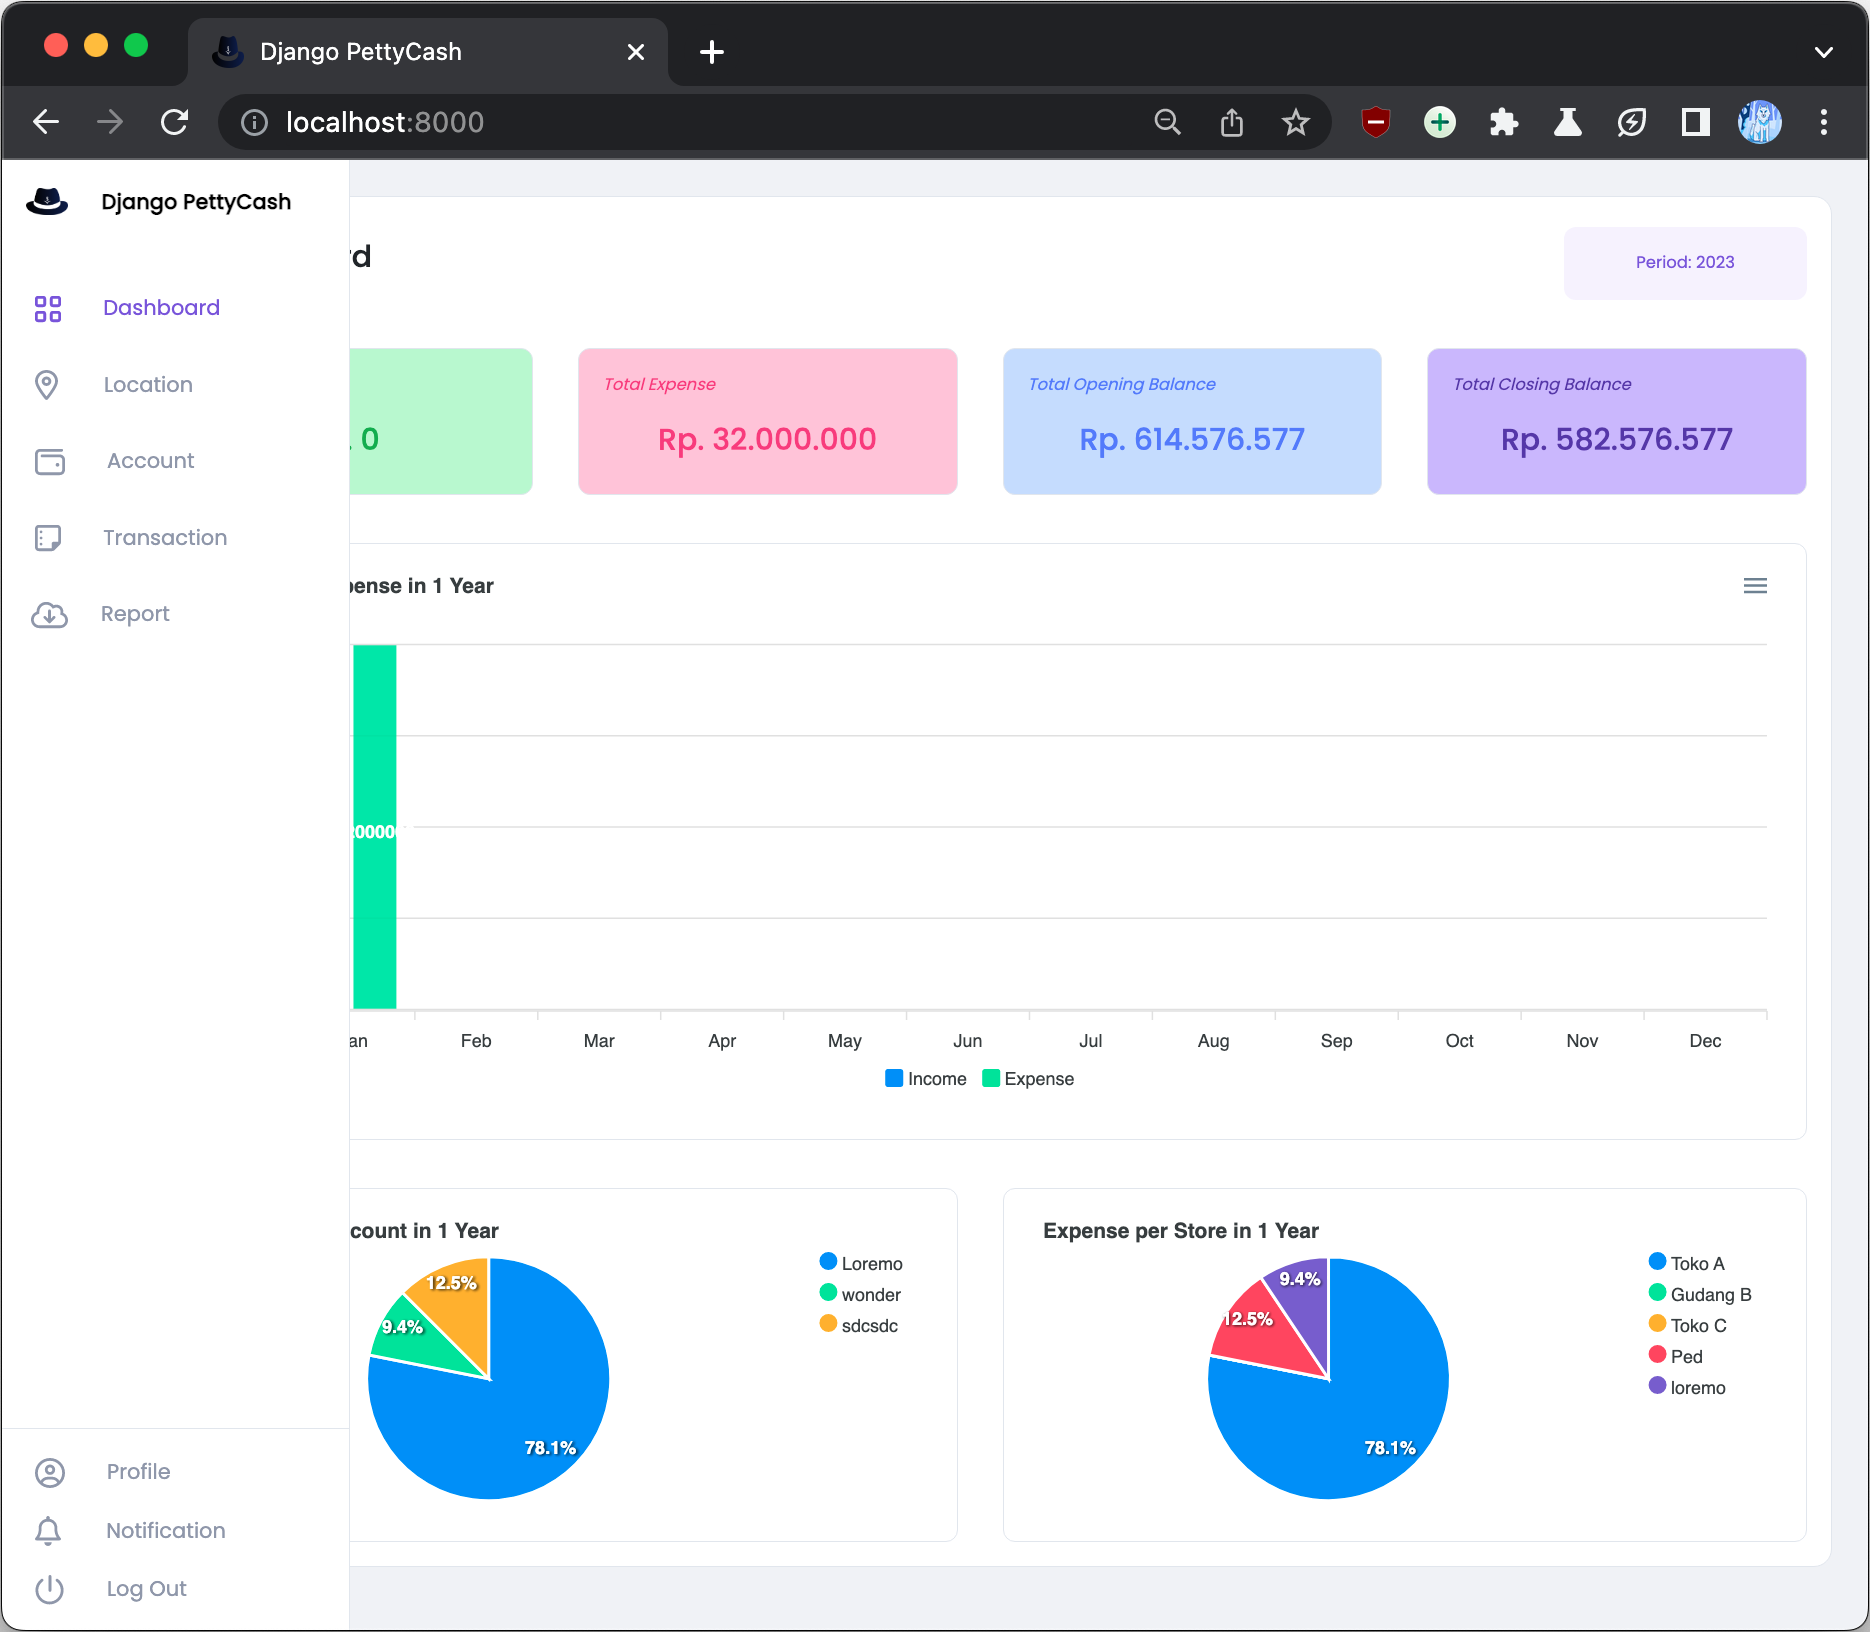 Django PettyCash
localhost:8000
Django PettyCash
Dashboard
Location
Account
Transaction
Report
Profile
Notification
Log Out
rd
Period: 2023
. 0
Total Expense
Rp. 32.000.000
Total Opening Balance
Rp. 614.576.577
Total Closing Balance
Rp. 582.576.577
pense in 1 Year
an Feb Mar Apr May Jun Jul Aug Sep Oct Nov Dec
Income Expense
count in 1 Year
12.5%
9.4%
78.1%
Loremo
wonder
sdcsdc
Expense per Store in 1 Year
9.4%
12.5%
78.1%
Toko A
Gudang B
Toko C
Ped
loremo